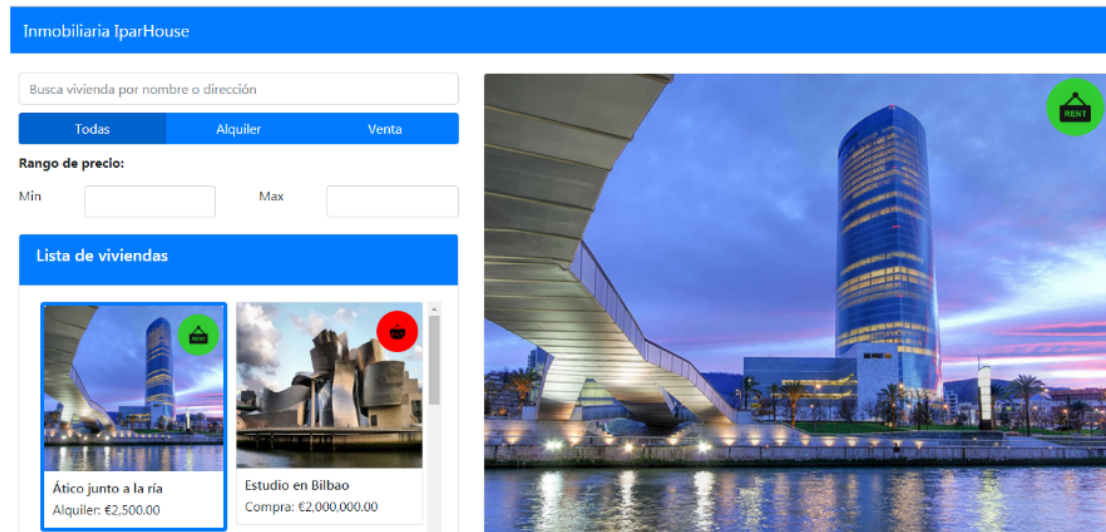 Inmobiliaria IparHouse
Busca vivienda por nombre o dirección
Todas Alquiler Venta
Rango de precio:
Min Max
Lista de viviendas
RENT
RENT
Ático junto a la ría
Alquiler: €2,500.00
Estudio en Bilbao
Compra: €2,000,000.00